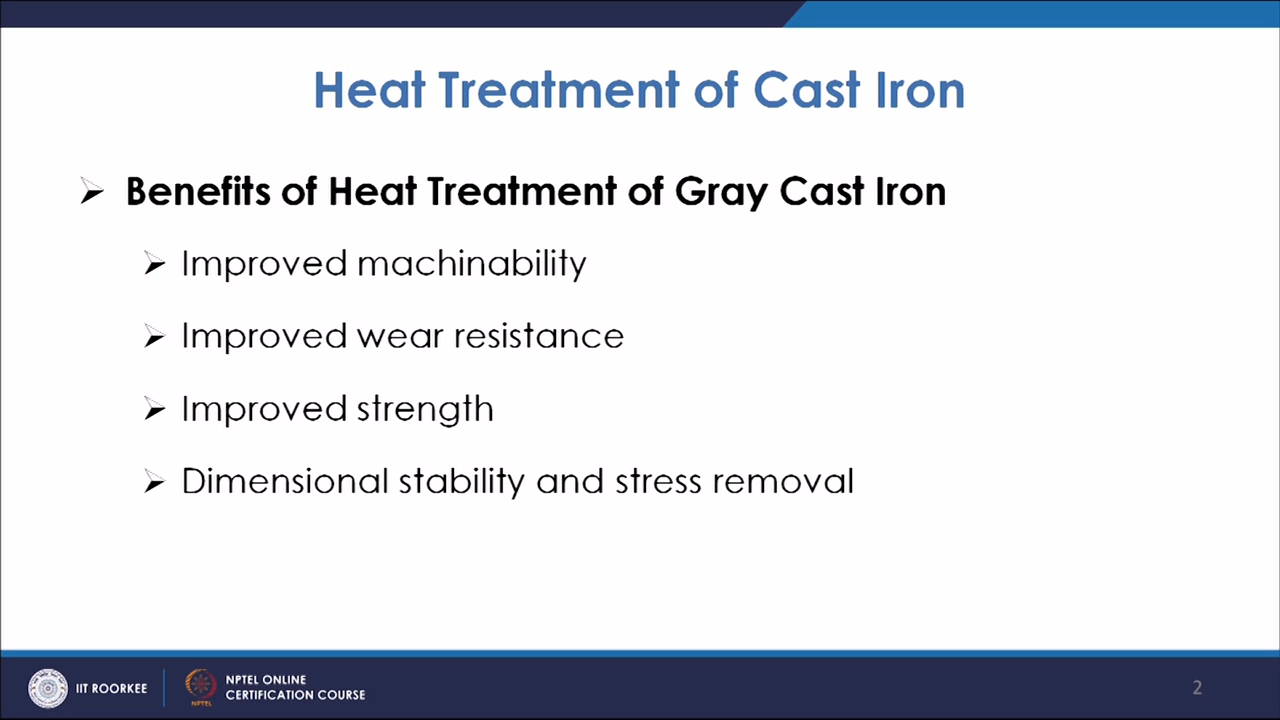 Heat Treatment of Cast Iron
➢ Benefits of Heat Treatment of Gray Cast Iron
➢ Improved machinability
➢ Improved wear resistance
➢ Improved strength
➢ Dimensional stability and stress removal
IIT ROORKEE
NPTEL
NPTEL ONLINE
CERTIFICATION COURSE
2